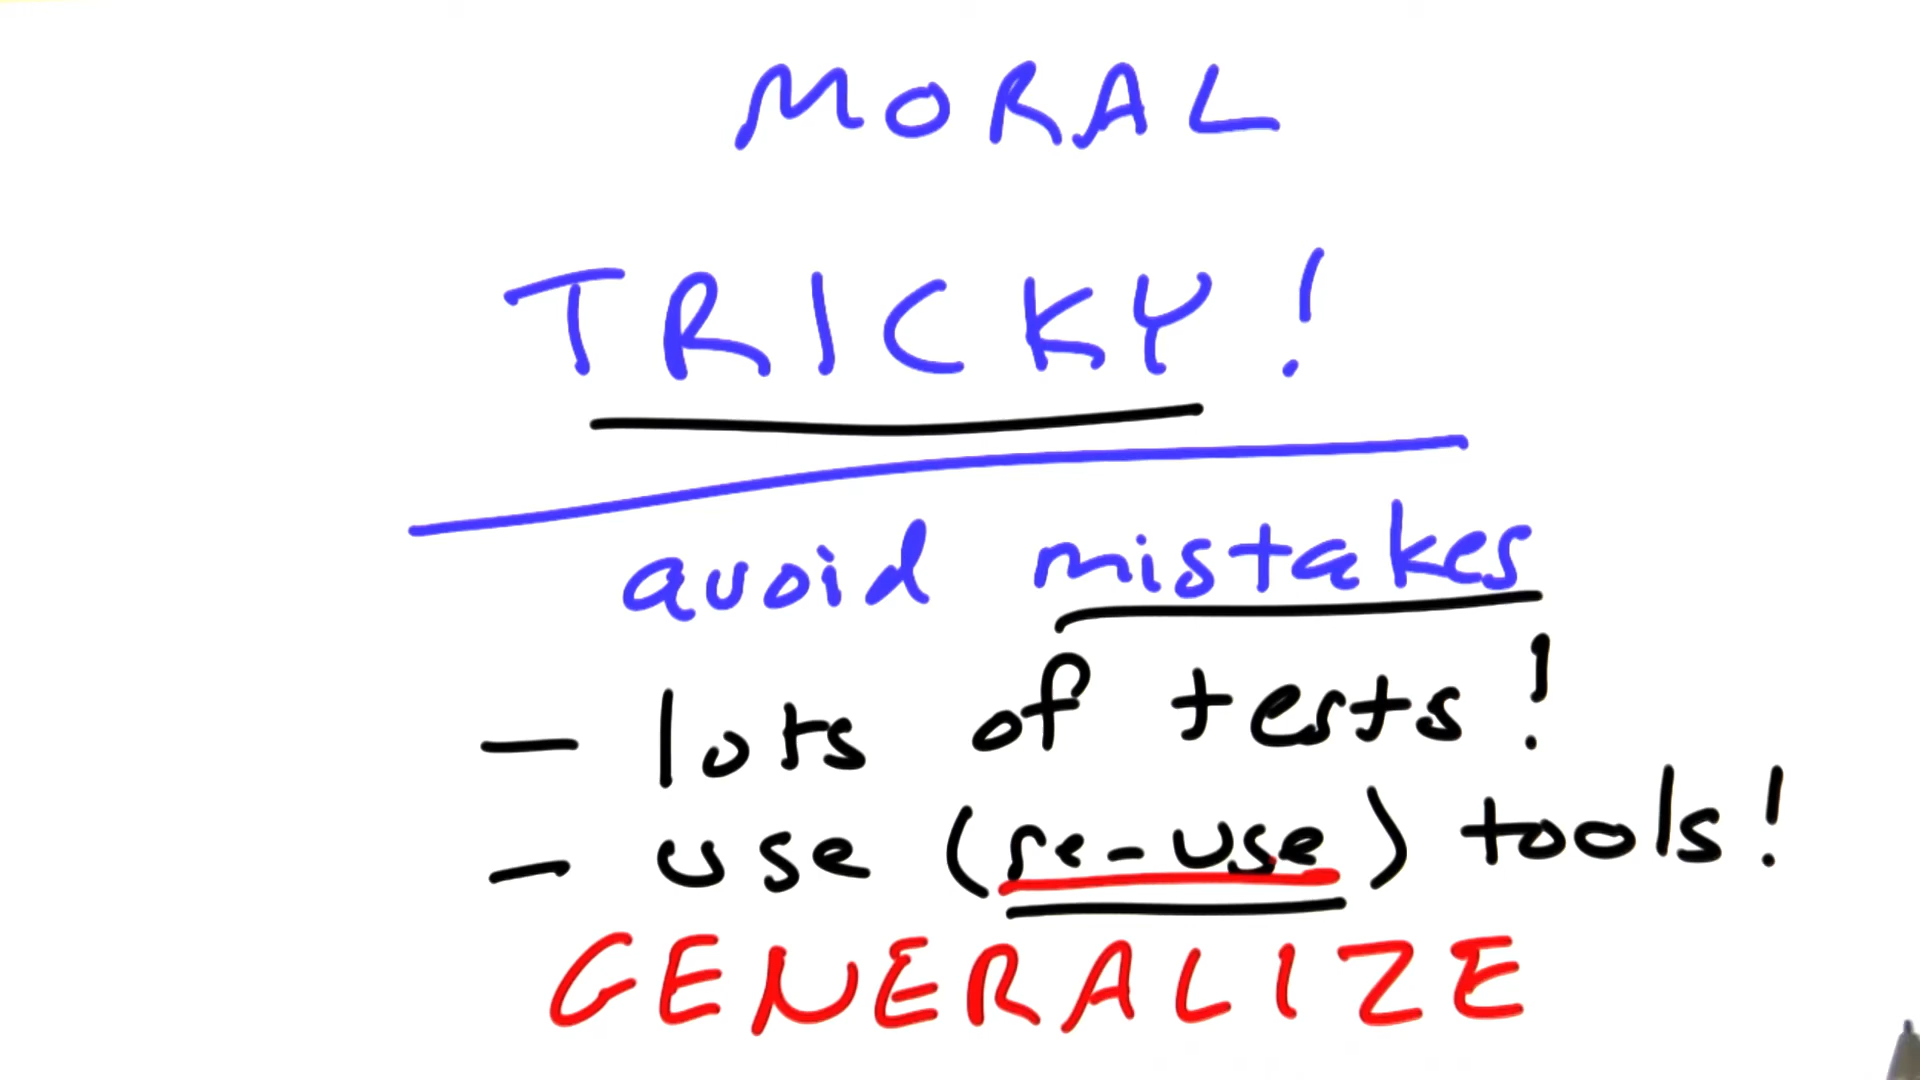 MORAL
TRICKY!
avoid mistakes
- lots of tests!
- use (re-use) tools!
GENERALIZE